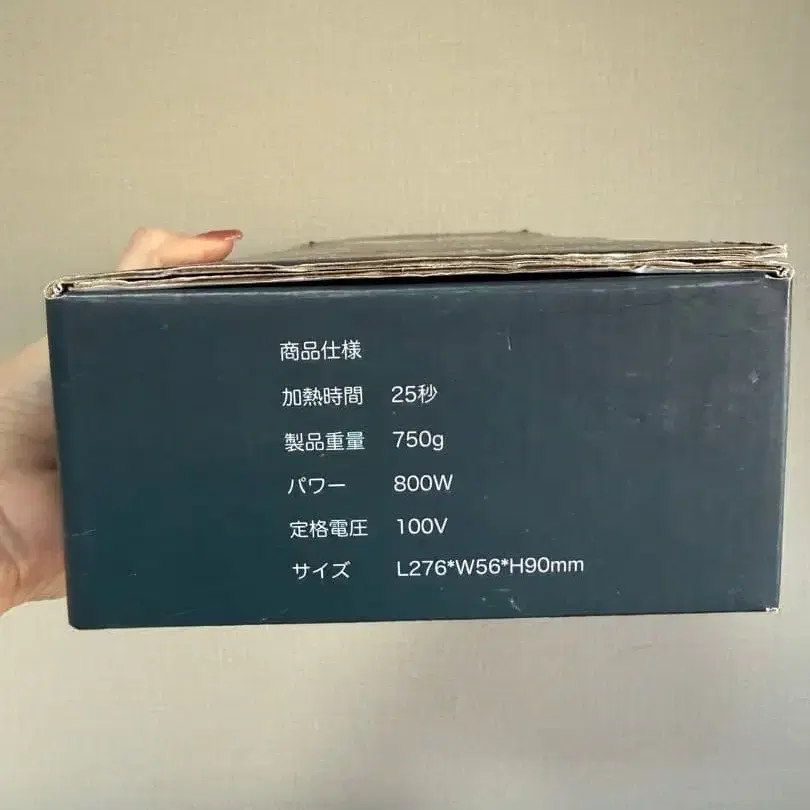 商品仕様
加熱時間 25秒
製品重量 750g
パワー 800W
定格電圧 100V
サイズ L276*W56*H90mm